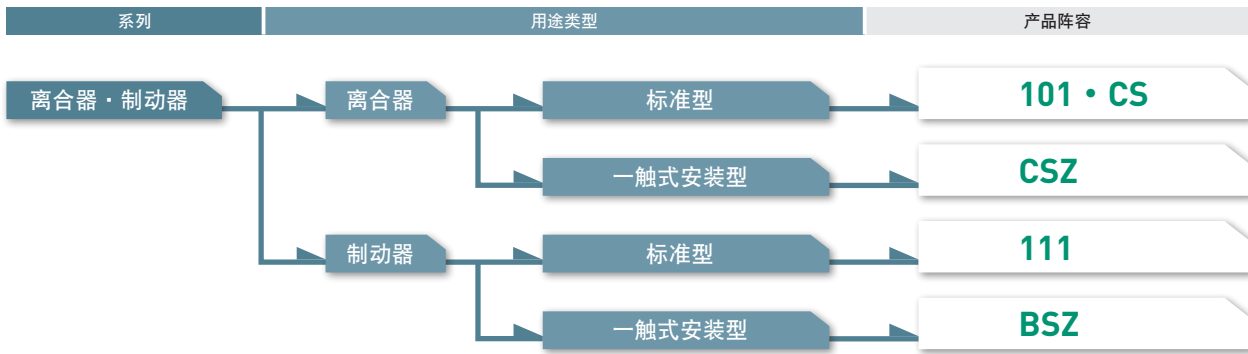 系列 用途类型 产品阵容
离合器・制动器 离合器 标准型 101・CS
一触式安装型 CSZ
制动器 标准型 111
一触式安装型 BSZ